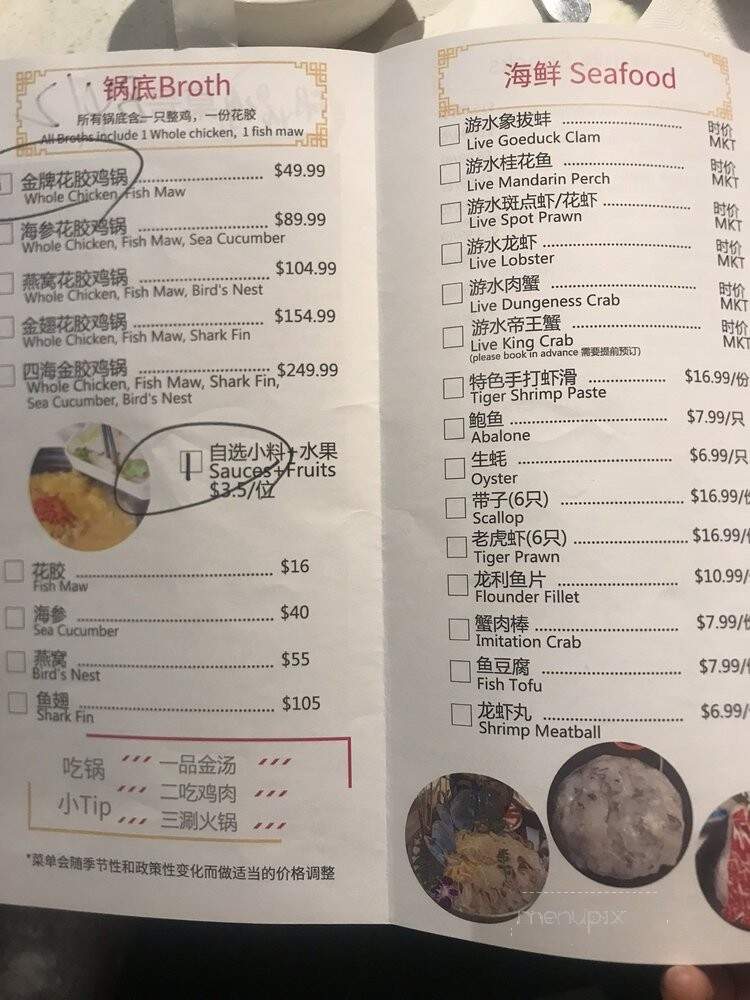 锅底Broth
所有锅底含一只整鸡，一份花胶
All Broths include 1 Whole chicken, 1 fish maw
金牌花胶鸡锅 $49.99
Whole Chicken, Fish Maw
海参花胶鸡锅 $89.99
Whole Chicken, Fish Maw, Sea Cucumber
燕窝花胶鸡锅 $104.99
Whole Chicken, Fish Maw, Bird's Nest
金翅花胶鸡锅 $154.99
Whole Chicken, Fish Maw, Shark Fin
四海金胶鸡锅 $249.99
Whole Chicken, Fish Maw, Shark Fin,
Sea Cucumber, Bird's Nest
自选小料+水果
Sauces+Fruits
$3.5/位
花胶 $16
Fish Maw
海参 $40
Sea Cucumber
燕窝 $55
Bird's Nest
鱼翅 $105
Shark Fin
吃锅
小Tip
一品金汤
二吃鸡肉
三涮火锅
*菜单会随季节性和政策性变化而做适当的价格调整
海鲜 Seafood
游水象拔蚌 时价
Live Goeduck Clam MKT
游水桂花鱼 时价
Live Mandarin Perch MKT
游水斑点虾/花虾 时价
Live Spot Prawn MKT
游水龙虾 时价
Live Lobster MKT
游水肉蟹 时价
Live Dungeness Crab MKT
游水帝王蟹 时价
Live King Crab MKT
(please book in advance 需要提前预订)
特色手打虾滑 $16.99/份
Tiger Shrimp Paste
鲍鱼 $7.99/只
Abalone
生蚝 $6.99/只
Oyster
带子(6只) $16.99/
Scallop
老虎虾(6只) $16.99/
Tiger Prawn
龙利鱼片 $10.99/
Flounder Fillet
蟹肉棒 $7.99/
Imitation Crab
鱼豆腐 $7.99/
Fish Tofu
龙虾丸 $6.99/
Shrimp Meatball
menupix